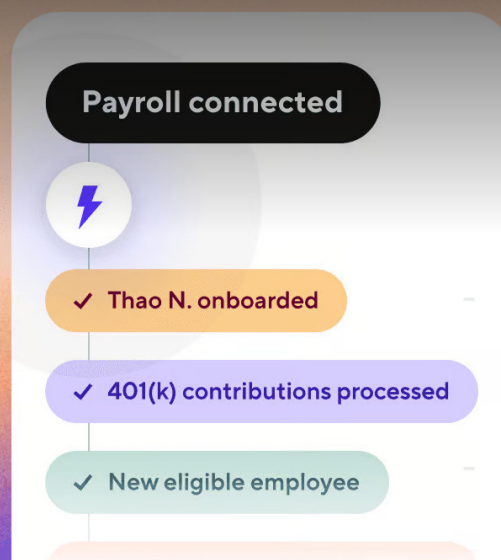 Payroll connected
Thao N. onboarded
401(k) contributions processed
New eligible employee